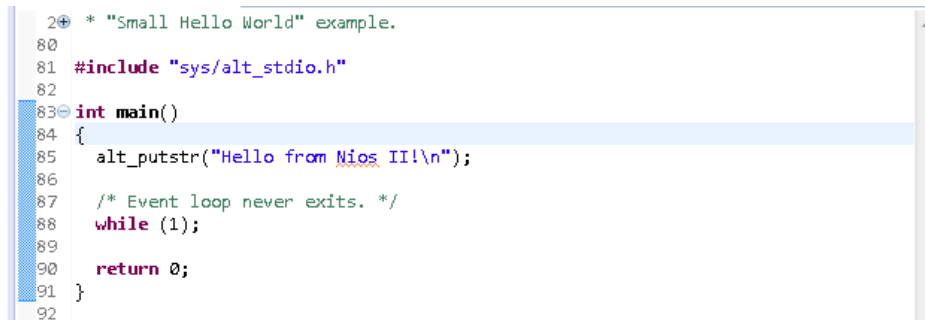 2 * "Small Hello World" example.
80
81 #include "sys/alt_stdio.h"
82
83 int main()
84 {
85   alt_putstr("Hello from Nios II!\n");
86
87   /* Event loop never exits. */
88   while (1);
89
90   return 0;
91 }
92